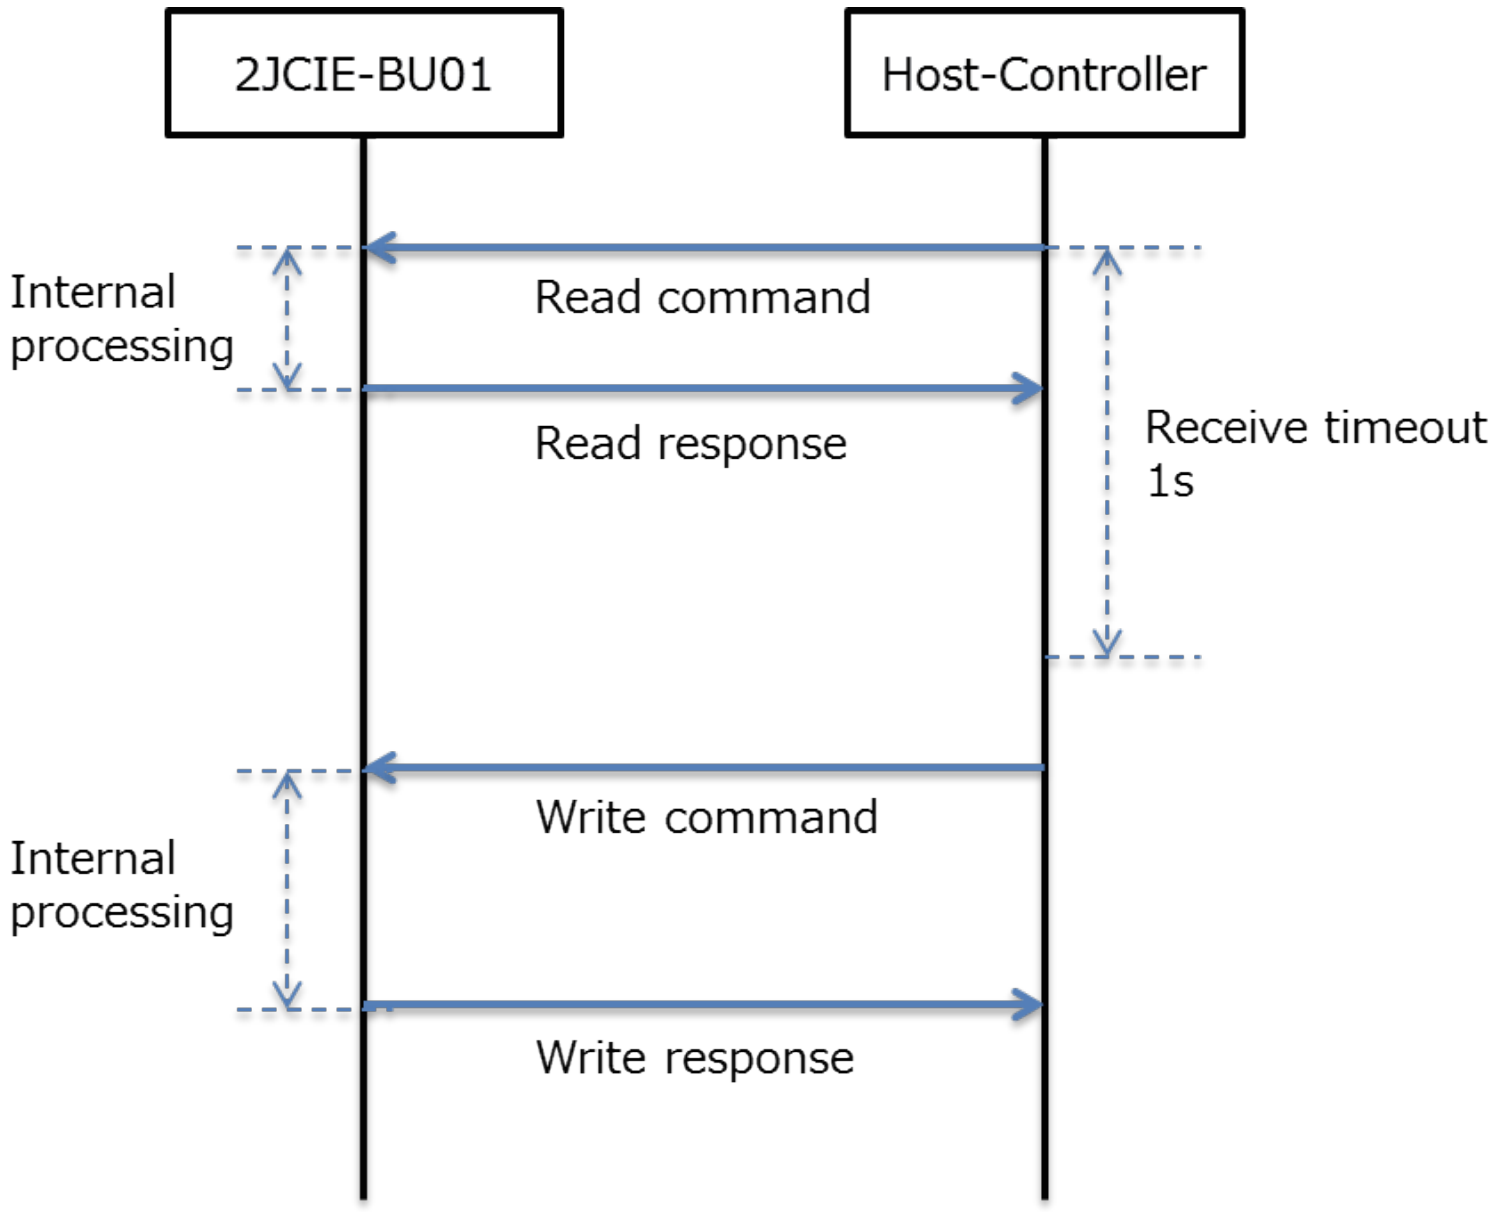 2JCIE-BU01
Host-Controller
Internal
processing
Read command
Read response
Receive timeout
1s
Write command
Internal
processing
Write response